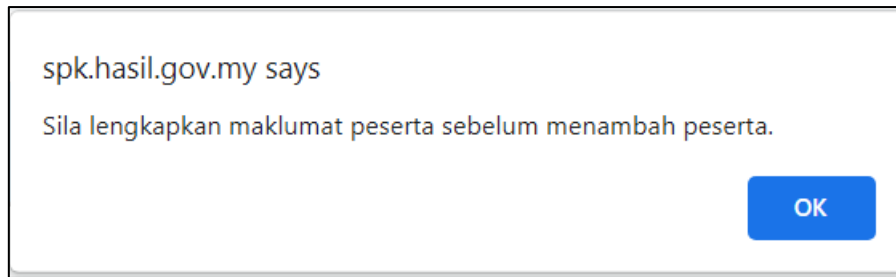 spk.hasil.gov.my says
Sila lengkapkan maklumat peserta sebelum menambah peserta.
OK